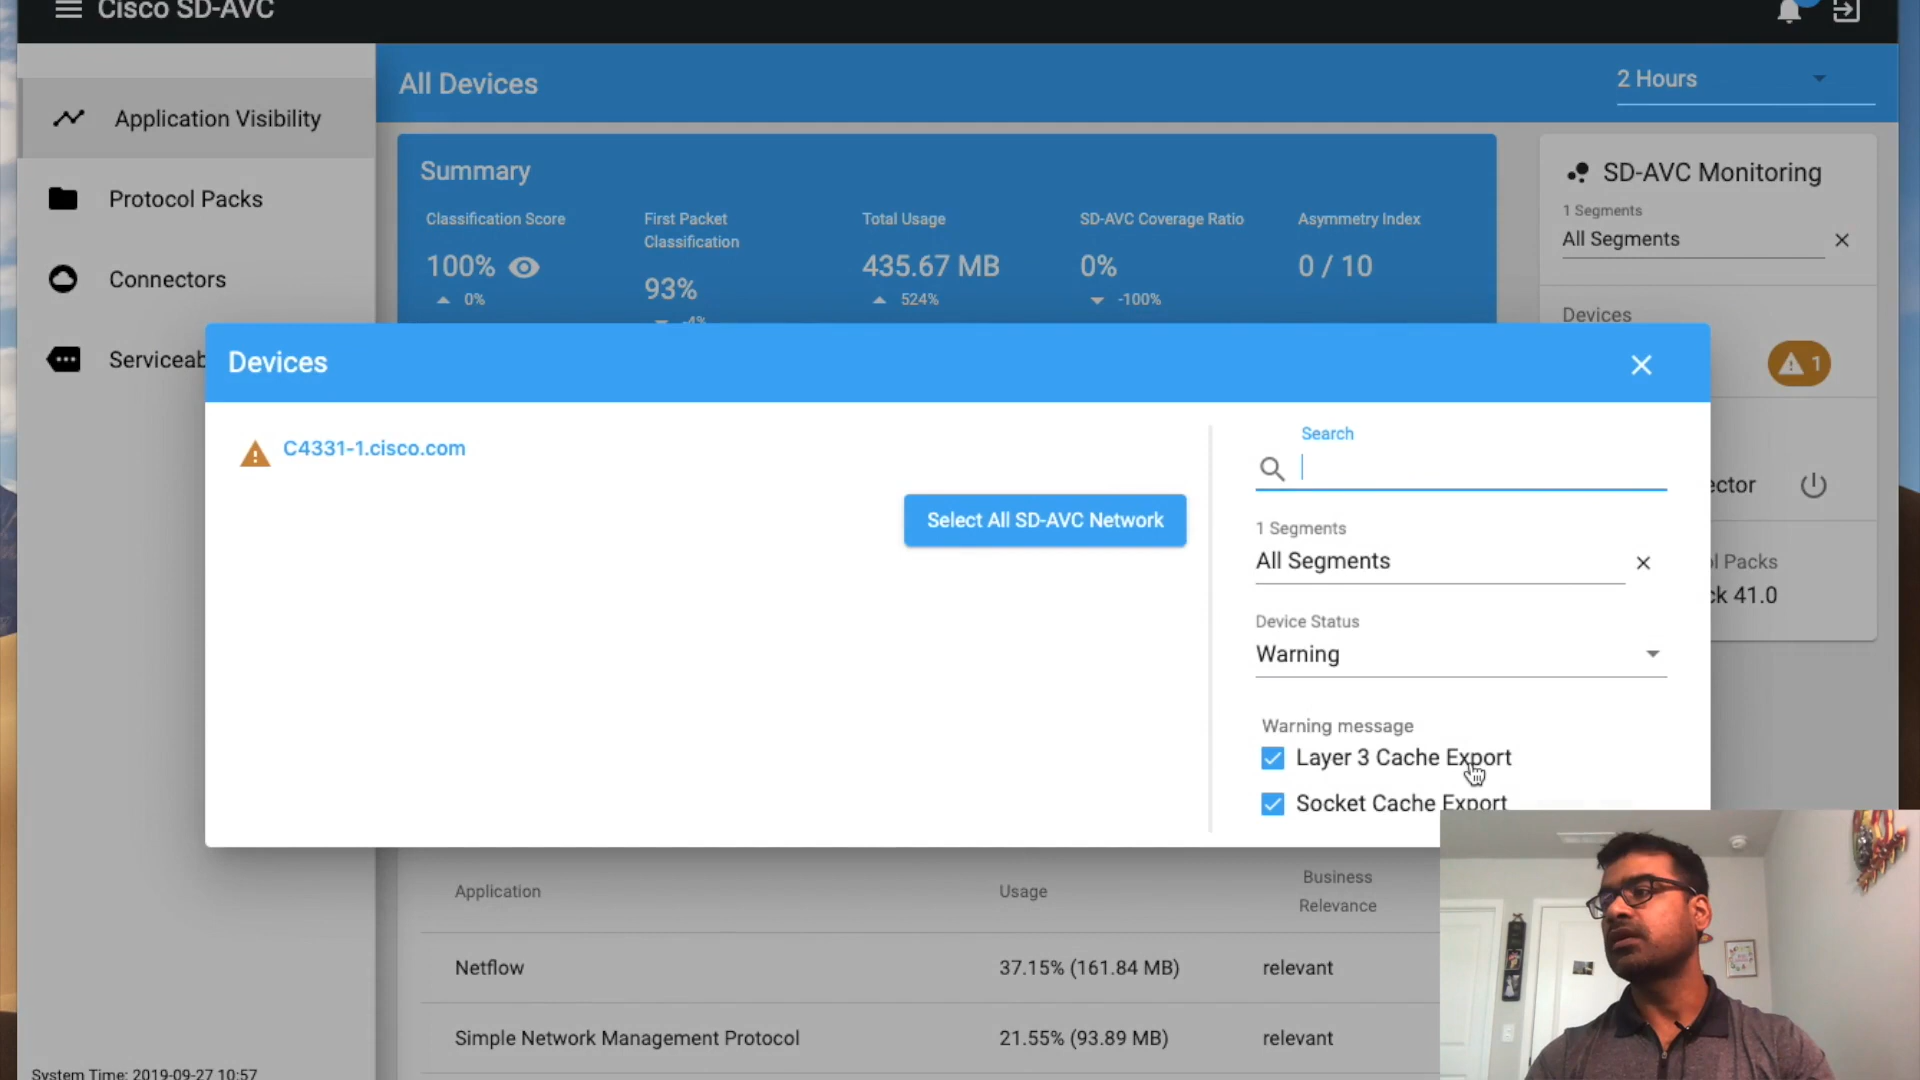 Cisco SD-AVC
Application Visibility
Protocol Packs
Connectors
Serviceab
System Time: 2019-09-27 10:57
All Devices
2 Hours
Summary
Classification Score
100%
0%
First Packet
Classification
93%
-4%
Total Usage
435.67 MB
524%
SD-AVC Coverage Ratio
0%
-100%
Asymmetry Index
0 / 10
SD-AVC Monitoring
1 Segments
All Segments
Devices
1
ector
ol Packs
ck 41.0
Devices
C4331-1.cisco.com
Select All SD-AVC Network
Search
1 Segments
All Segments
Device Status
Warning
Warning message
Layer 3 Cache Export
Socket Cache Export
Application Usage Business
Relevance
Netflow 37.15% (161.84 MB) relevant
Simple Network Management Protocol 21.55% (93.89 MB) relevant